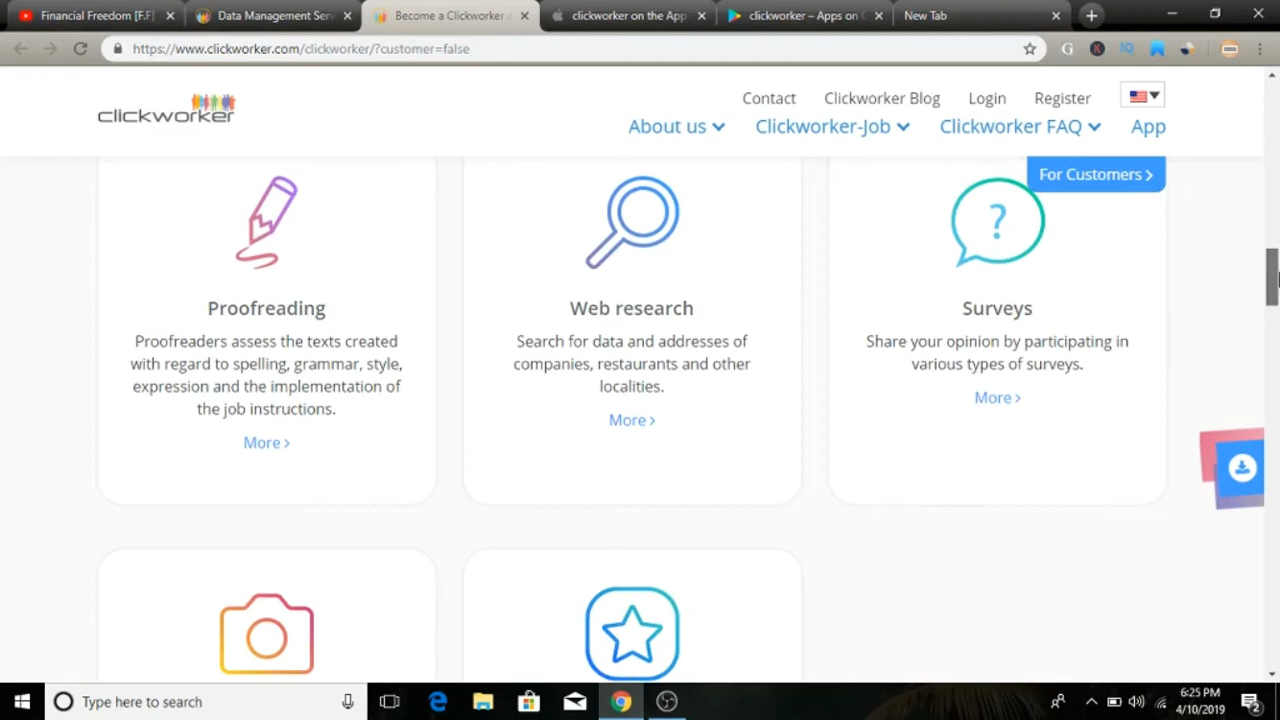 Financial Freedom [F.F]
Data Management Ser
Become a Clickworker a
clickworker on the App
clickworker – Apps on G
New Tab
https://www.clickworker.com/clickworker/?customer=false
clickworker
Contact
Clickworker Blog
Login
Register
About us
Clickworker-Job
Clickworker FAQ
App
For Customers
Proofreading
Proofreaders assess the texts created
with regard to spelling, grammar, style,
expression and the implementation of
the job instructions.
More
Web research
Search for data and addresses of
companies, restaurants and other
localities.
More
Surveys
Share your opinion by participating in
various types of surveys.
More
Type here to search
6:25 PM
4/10/2019
2